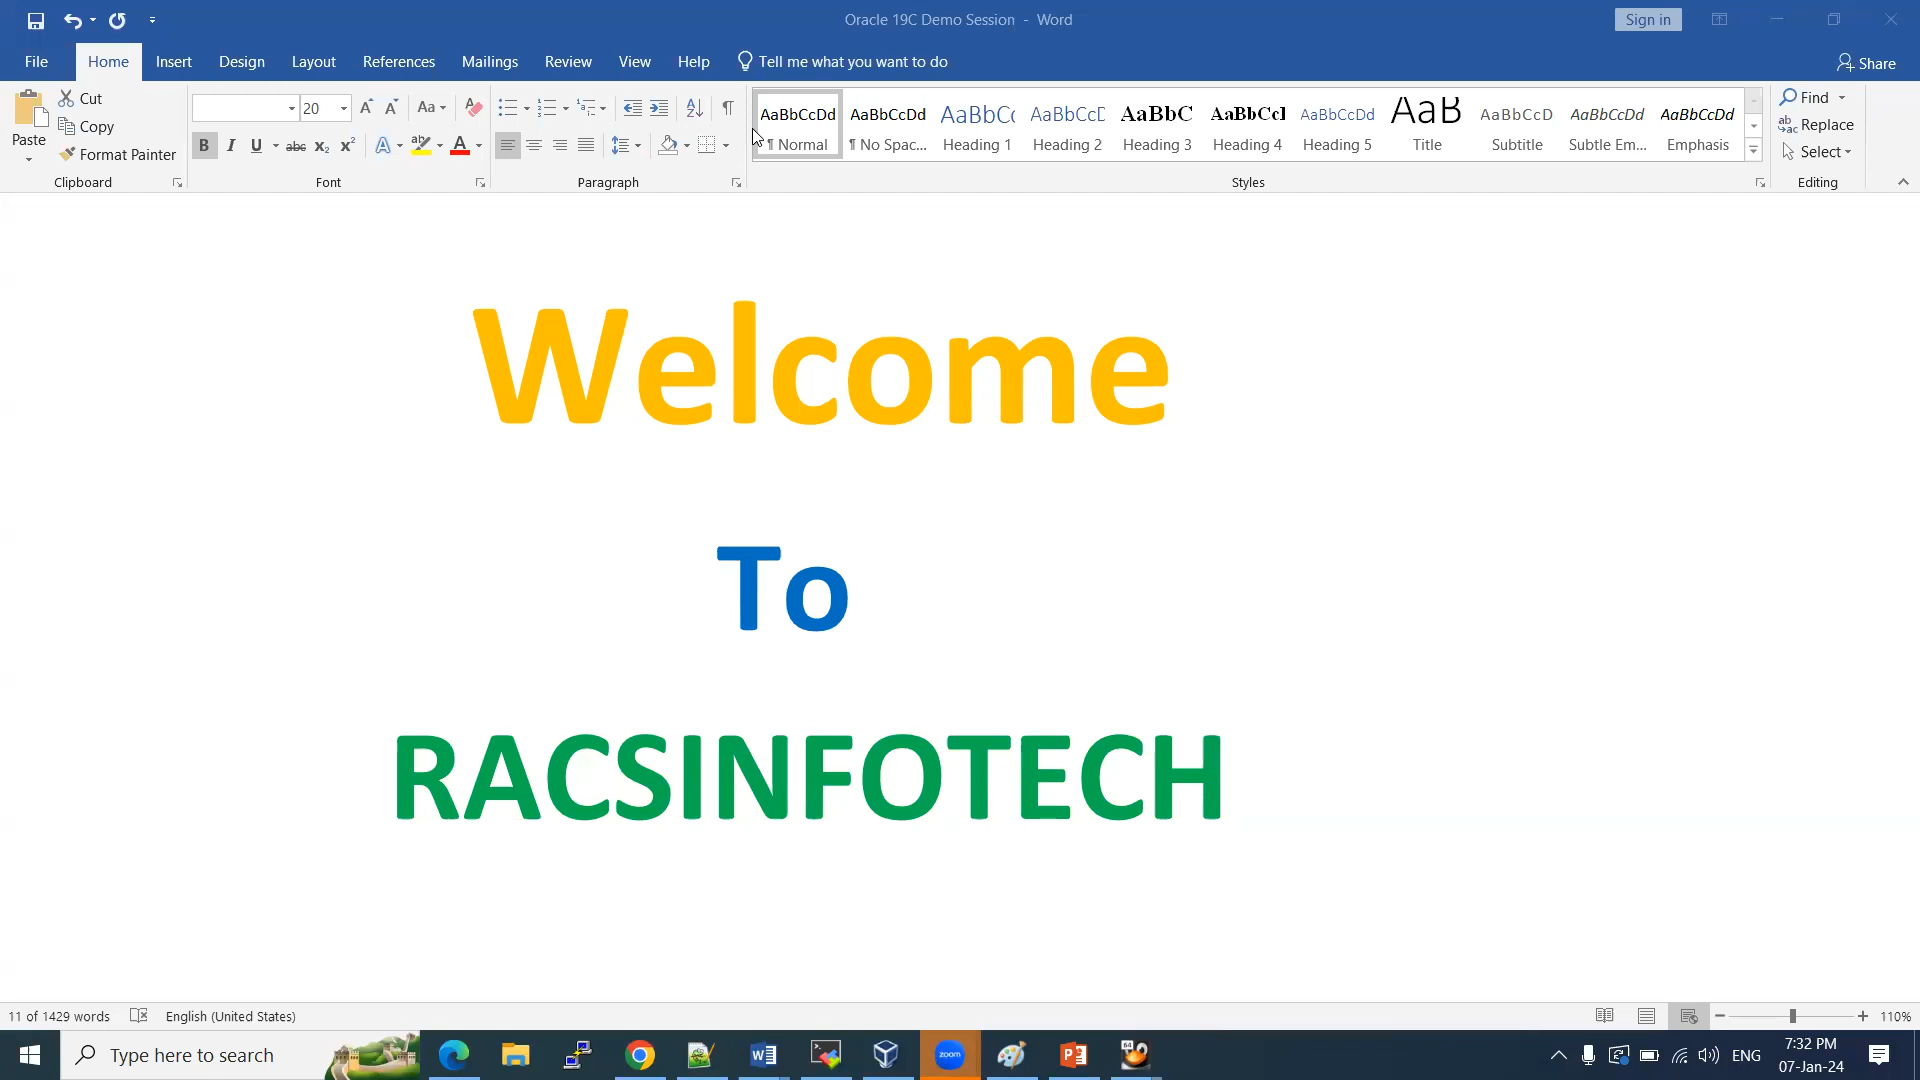 Oracle 19C Demo Session - Word
Sign in
File Home Insert Design Layout References Mailings Review View Help Tell me what you want to do Share
Paste
Cut
Copy
Format Painter
Clipboard
20
Font
Paragraph
AaBbCcDd ¶ Normal
AaBbCcDd ¶ No Spac...
AaBbCc Heading 1
AaBbCcD Heading 2
AaBbC Heading 3
AaBbCcI Heading 4
AaBbCcDd Heading 5
AaB Title
AaBbCcD Subtitle
AaBbCcDd Subtle Em...
AaBbCcDd Emphasis
Styles
Find
Replace
Select
Editing
Welcome
To
RACSINFOTECH
11 of 1429 words English (United States) 110%
Type here to search
zoom
ENG
7:32 PM
07-Jan-24